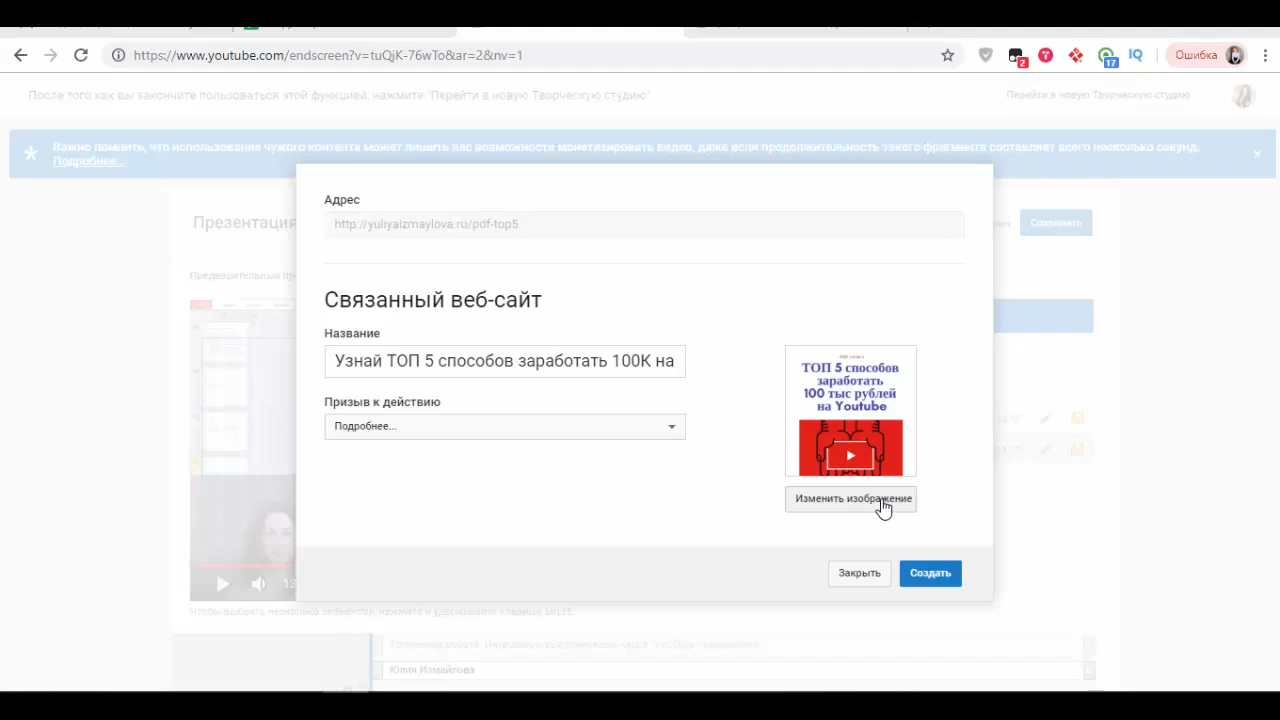 https://www.youtube.com/endscreen?v=tuQjK-76wTo&ar=2&nv=1
2
17
IQ
Ошибка
После того как вы закончите пользоваться этой функцией, нажмите "Перейти в новую Творческую студию"
Перейти в новую Творческую студию
Важно помнить, что использование чужого контента может лишить вас возможности монетизировать видео, даже если продолжительность такого фрагмента составляет всего несколько секунд.
Подробнее...
Презентация
Сохранить
Адрес
http://yuliyaizmaylova.ru/pdf-top5
Связанный веб-сайт
Название
Узнай ТОП 5 способов заработать 100К на
Призыв к действию
Подробнее...
ТОП 5 способов
заработать
100 тыс рублей
на Youtube
Изменить изображение
Закрыть
Создать
Чтобы выбрать несколько элементов, нажмите и удерживайте клавишу SHIFT.
Юлия Измайлова